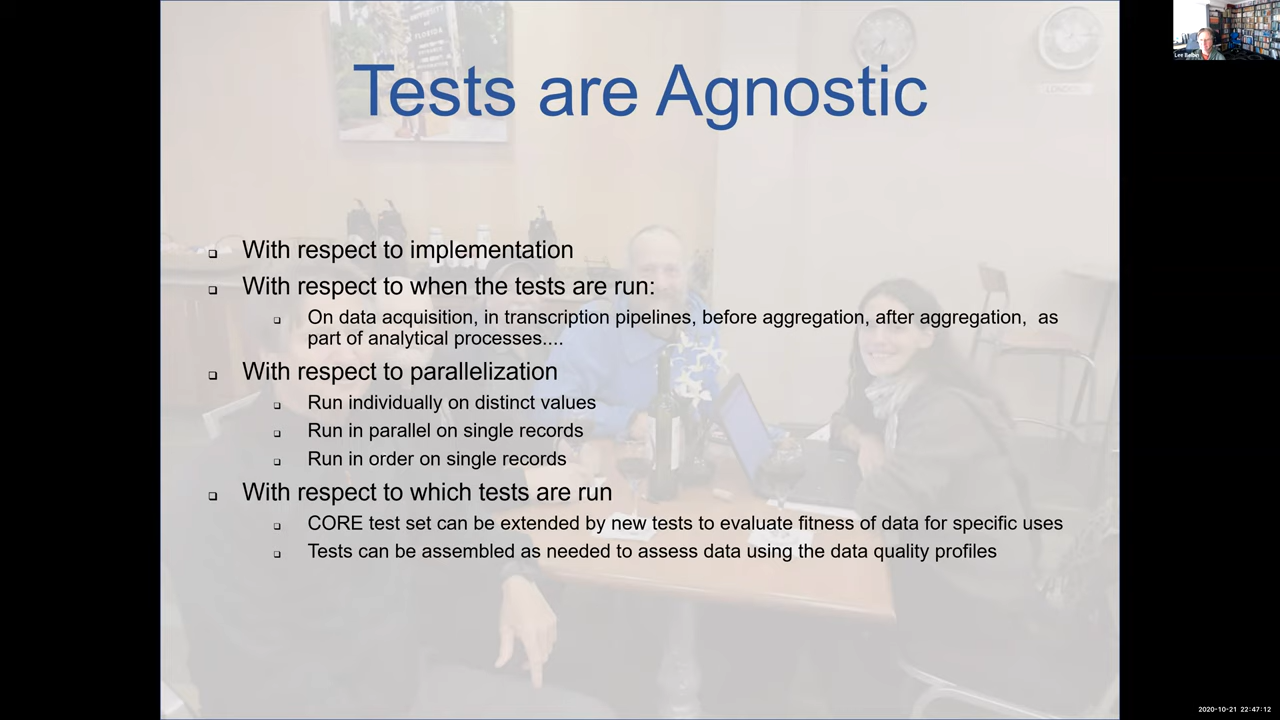 Tests are Agnostic
With respect to implementation
With respect to when the tests are run:
On data acquisition, in transcription pipelines, before aggregation, after aggregation,  as
part of analytical processes....
With respect to parallelization
Run individually on distinct values
Run in parallel on single records
Run in order on single records
With respect to which tests are run
CORE test set can be extended by new tests to evaluate fitness of data for specific uses
Tests can be assembled as needed to assess data using the data quality profiles
2020-10-21 22:47:12